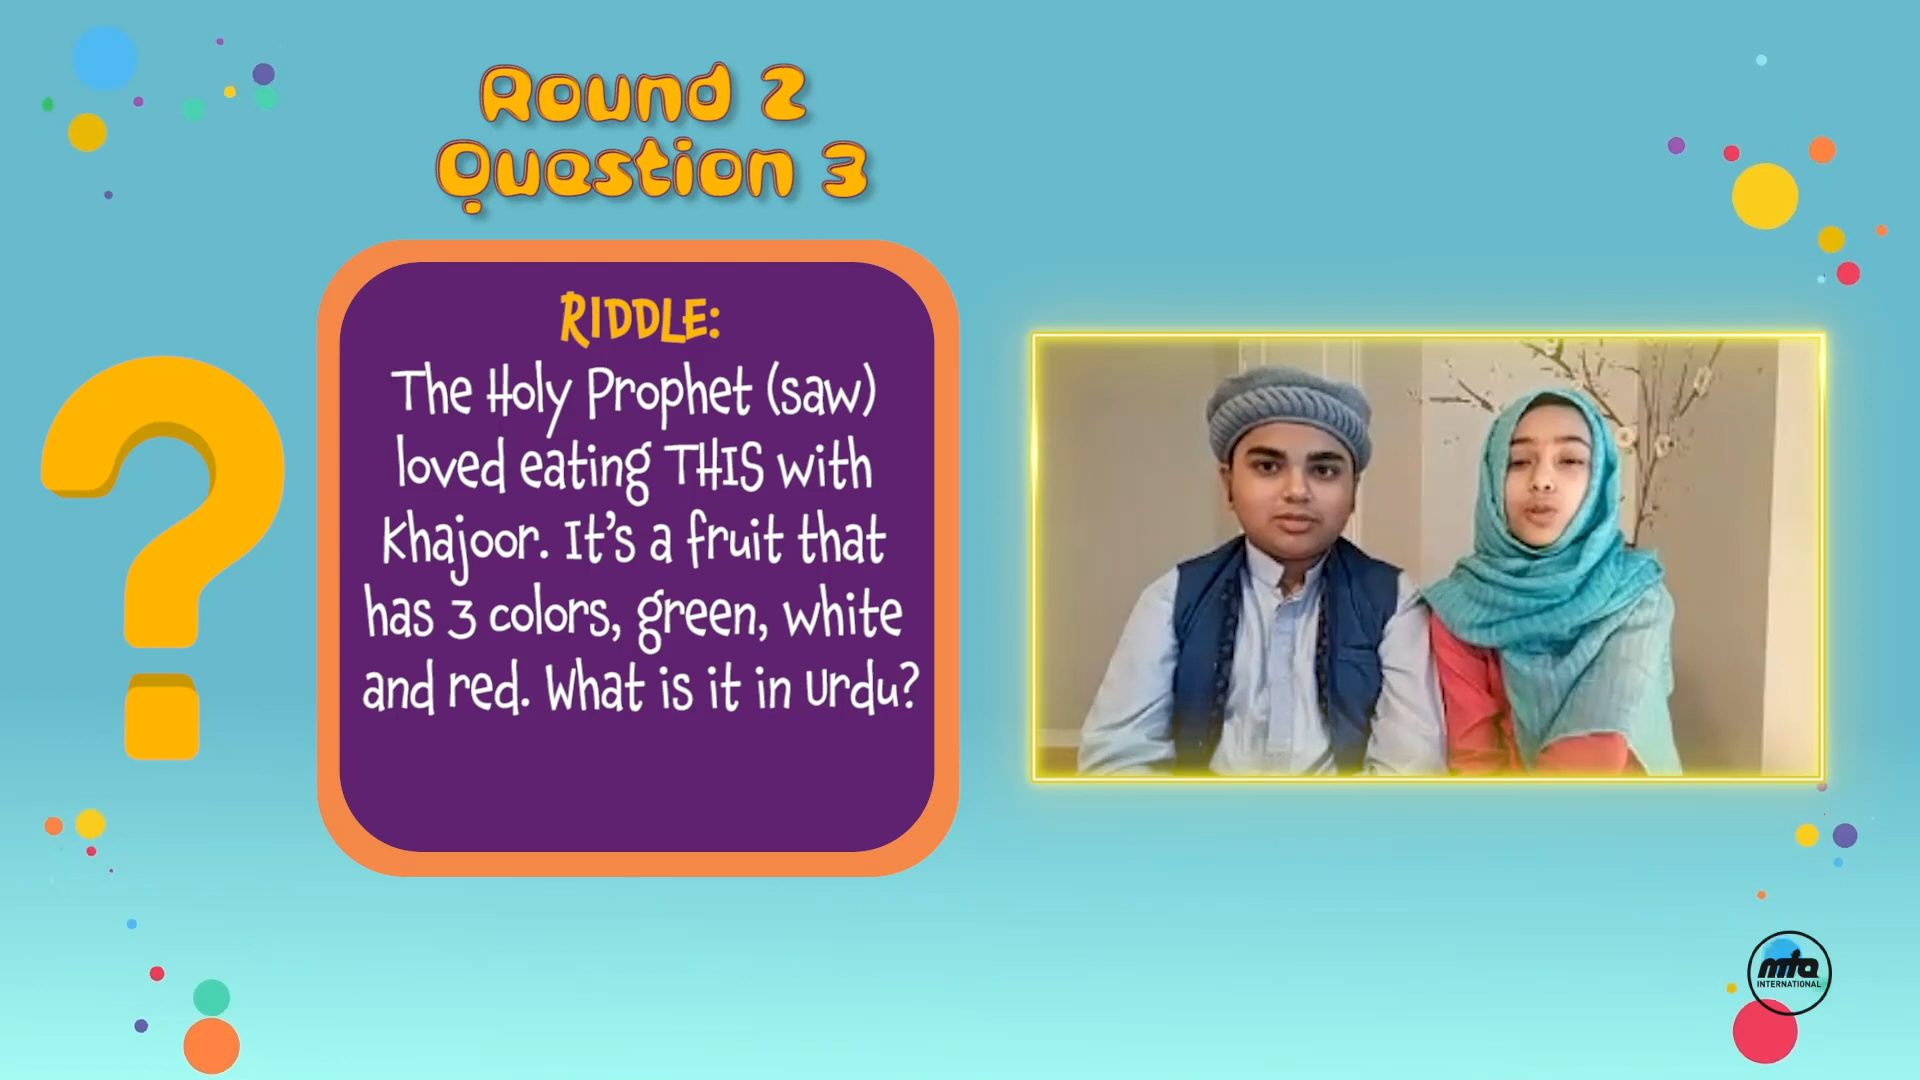 Round 2
Question 3
RIDDLE:
The Holy Prophet (saw)
loved eating THIS with
Khajoor. It's a fruit that
has 3 colors, green, white
and red. What is it in Urdu?
mta
INTERNATIONAL